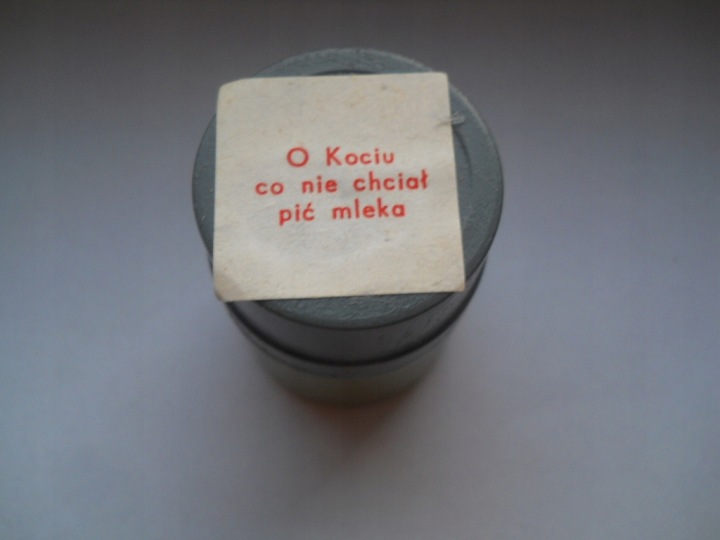 O Kociu
co nie chciał
pić mleka